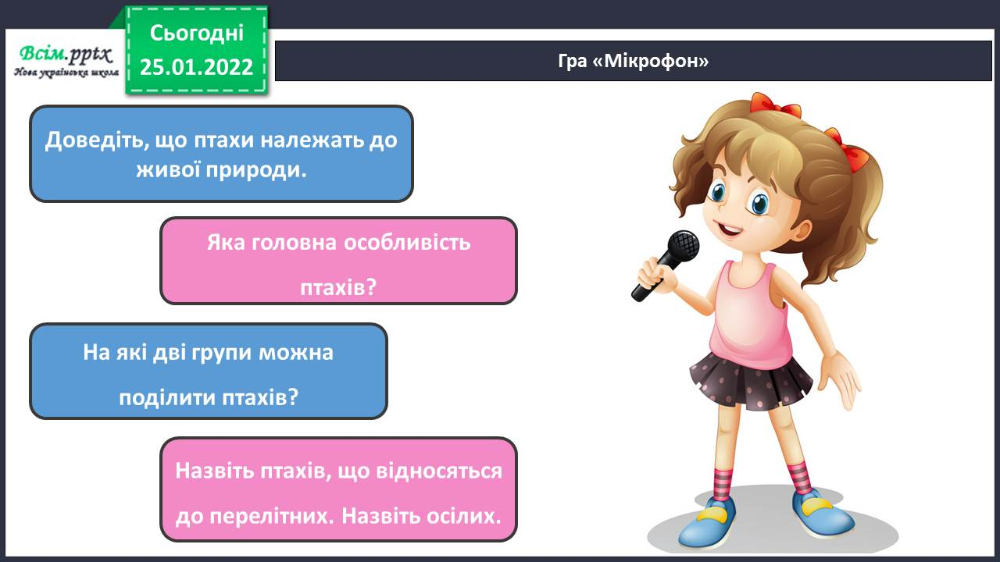 Сьогодні
25.01.2022
Всім.pptx
Нова українська школа
Гра «Мікрофон»
Доведіть, що птахи належать до
живої природи.
Яка головна особливість
птахів?
На які дві групи можна
поділити птахів?
Назвіть птахів, що відносяться
до перелітних. Назвіть осілих.